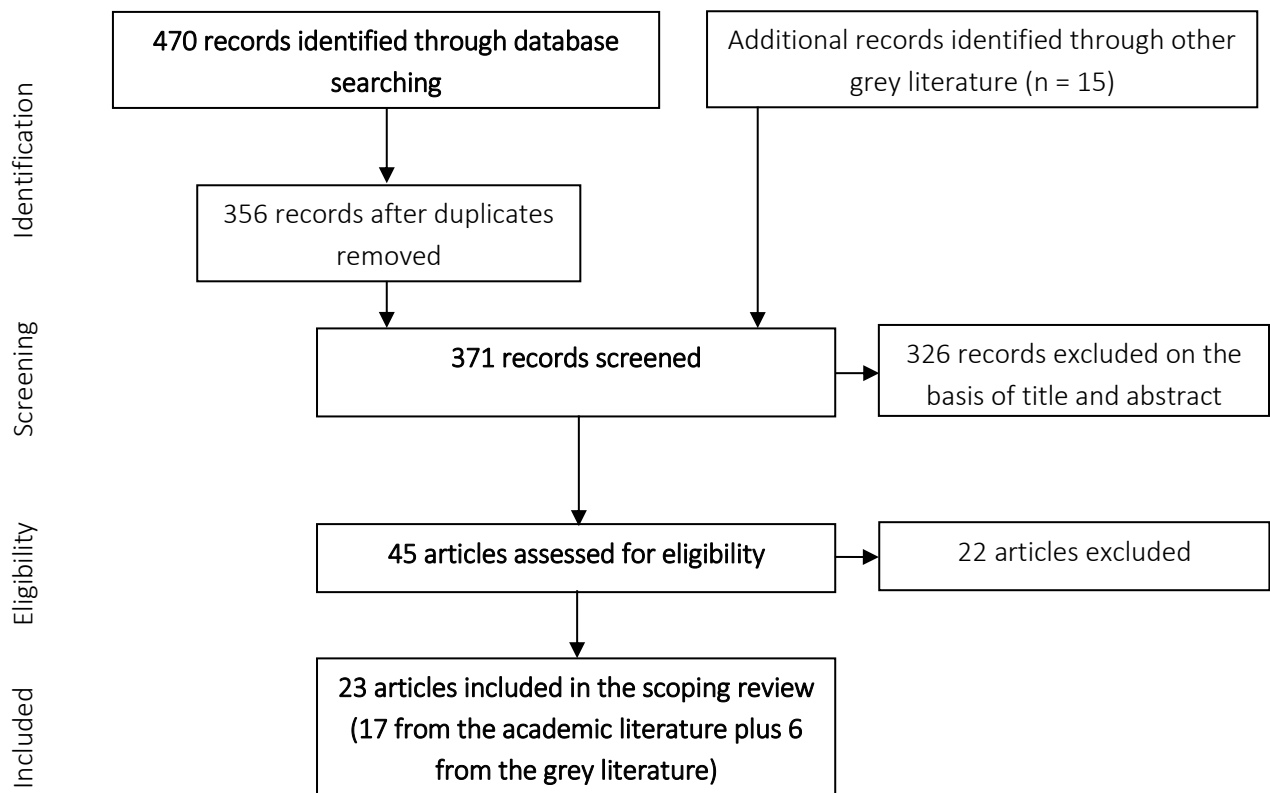 Identification
470 records identified through database
searching
Additional records identified through other
grey literature (n = 15)
356 records after duplicates
removed
Screening
371 records screened
326 records excluded on the
basis of title and abstract
Eligibility
45 articles assessed for eligibility
22 articles excluded
Included
23 articles included in the scoping review
(17 from the academic literature plus 6
from the grey literature)